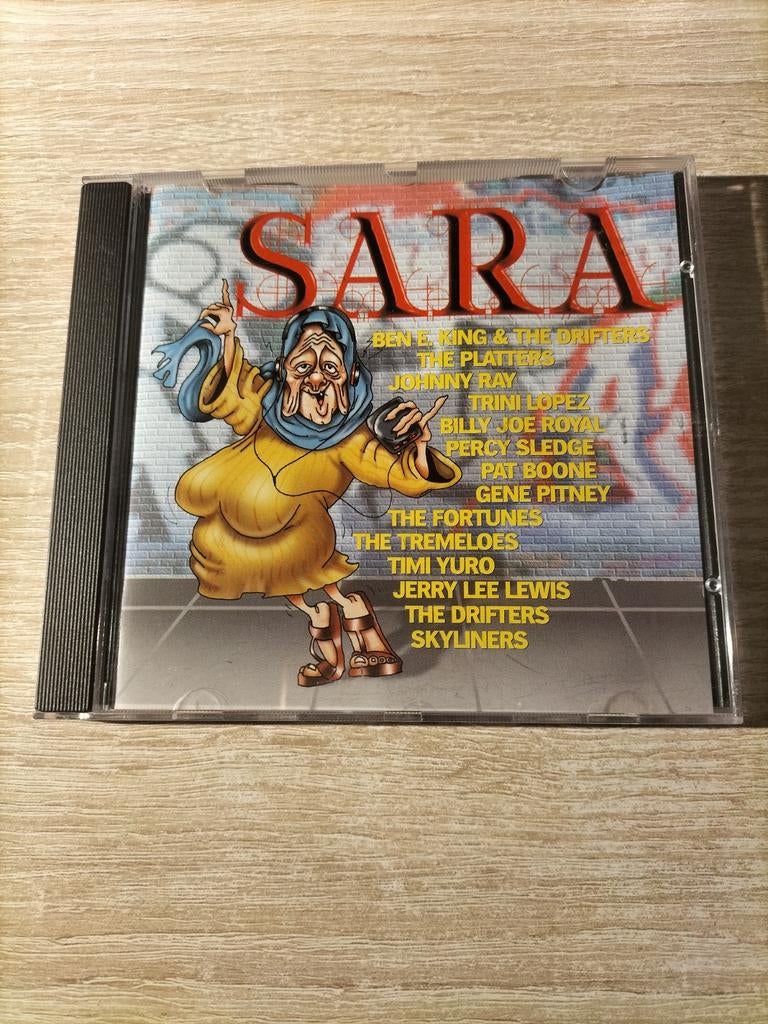 SARA
BEN E. KING & THE DRIFTERS
THE PLATTERS
JOHNNY RAY
TRINI LOPEZ
BILLY JOE ROYAL
PERCY SLEDGE
PAT BOONE
GENE PITNEY
THE FORTUNES
THE TREMELOES
TIMI YURO
JERRY LEE LEWIS
THE DRIFTERS
SKYLINERS